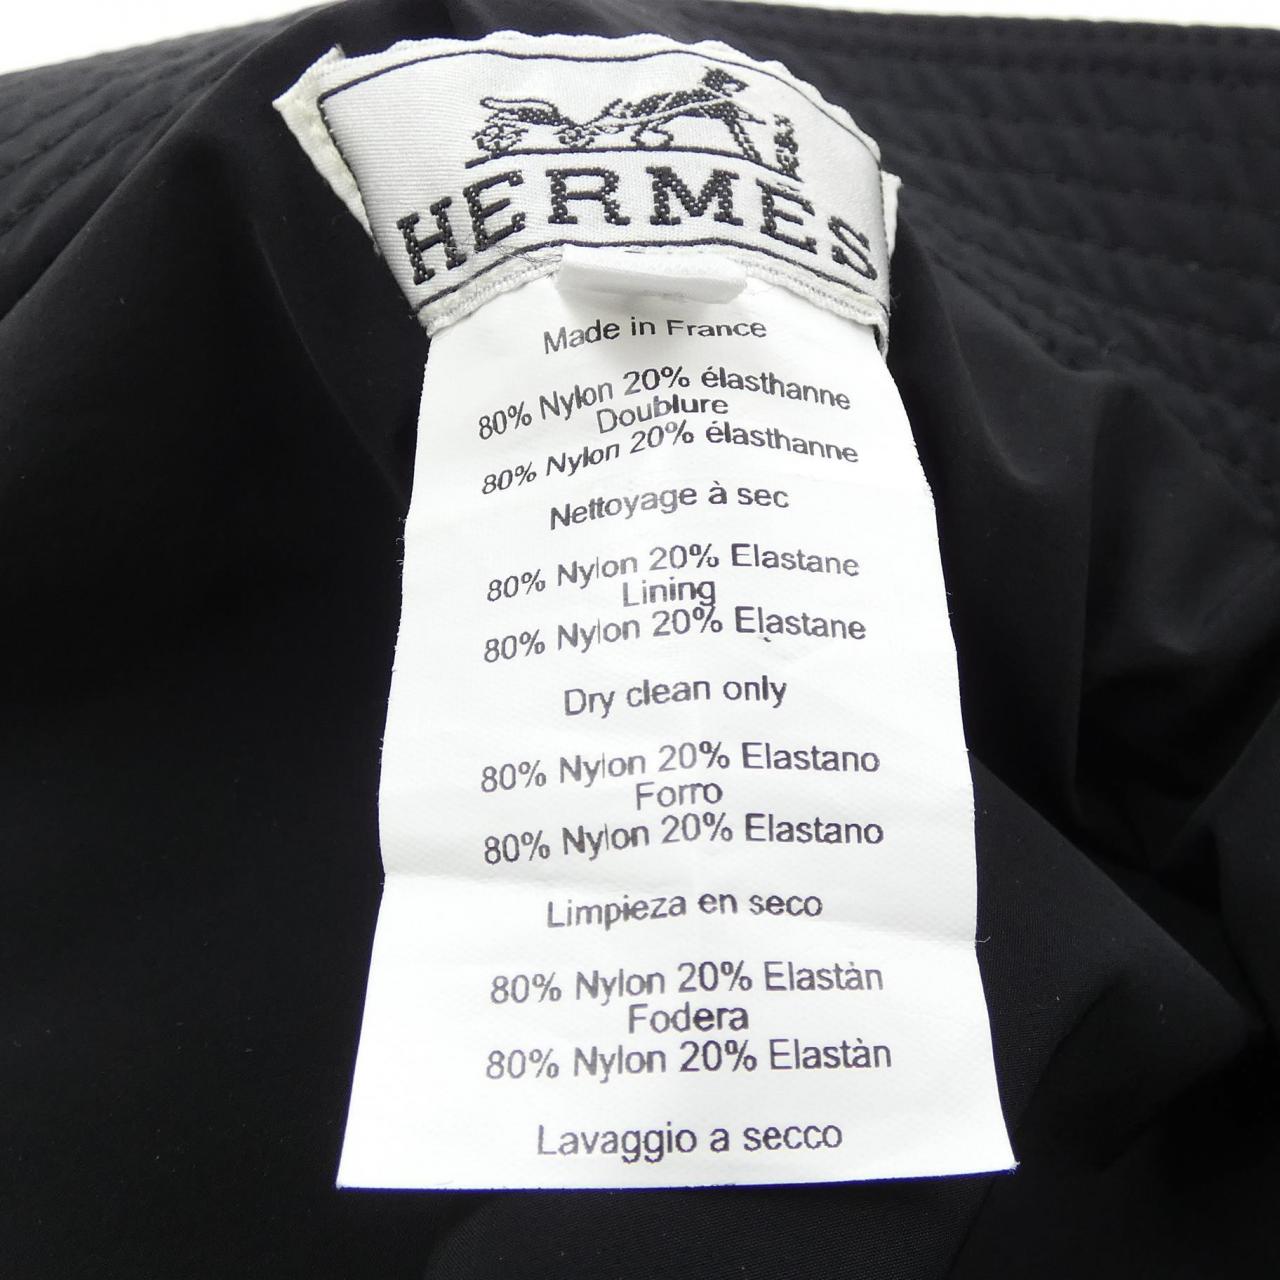 HERMES
Made in France
80% Nylon 20% élasthanne
Doublure
80% Nylon 20% élasthanne
Nettoyage à sec
80% Nylon 20% Elastane
Lining
80% Nylon 20% Elastane
Dry clean only
80% Nylon 20% Elastano
Forro
80% Nylon 20% Elastano
Limpieza en seco
80% Nylon 20% Elastàn
Fodera
80% Nylon 20% Elastàn
Lavaggio a secco